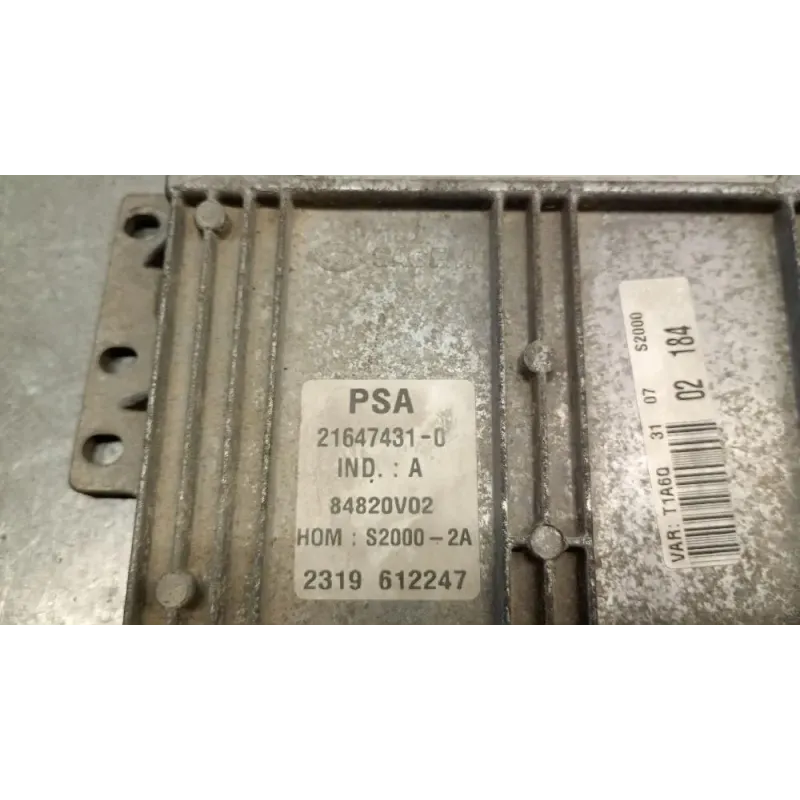 PSA
21647431-0
IND. : A
84820V02
HOM : S2000-2A
2319 612247
S2000
VAR: T1A60 31 07
02 184